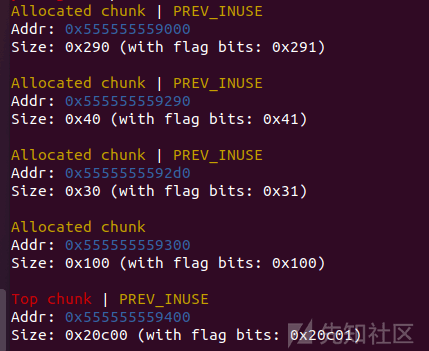 Allocated chunk | PREV_INUSE
Addr: 0x555555559000
Size: 0x290 (with flag bits: 0x291)
Allocated chunk | PREV_INUSE
Addr: 0x555555559290
Size: 0x40 (with flag bits: 0x41)
Allocated chunk | PREV_INUSE
Addr: 0x5555555592d0
Size: 0x30 (with flag bits: 0x31)
Allocated chunk
Addr: 0x555555559300
Size: 0x100 (with flag bits: 0x100)
Top chunk | PREV_INUSE
Addr: 0x555555559400
Size: 0x20c00 (with flag bits: 0x20c01)
先知社区